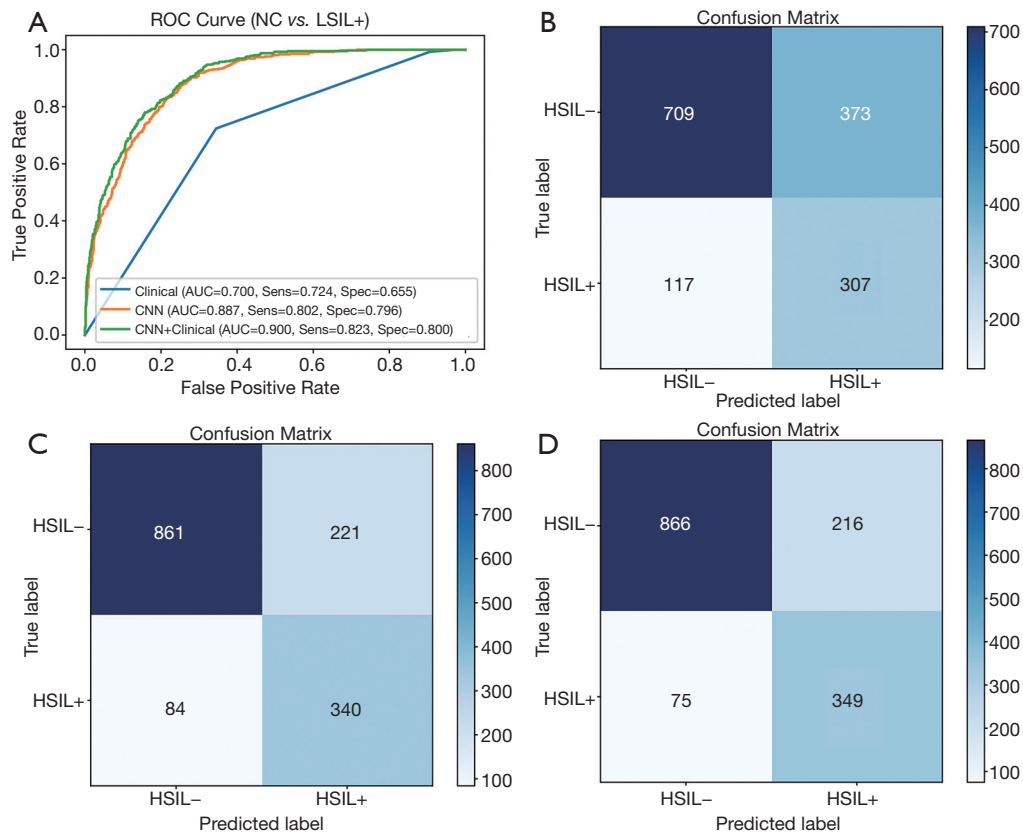 A
ROC Curve (NC vs. LSIL+)
True Positive Rate
1.0
0.8
0.6
0.4
0.2
0.0
Clinical (AUC=0.700, Sens=0.724, Spec=0.655)
CNN (AUC=0.887, Sens=0.802, Spec=0.796)
CNN+Clinical (AUC=0.900, Sens=0.823, Spec=0.800)
0.0 0.2 0.4 0.6 0.8 1.0
False Positive Rate
B
Confusion Matrix
True label
HSIL−
709 373
HSIL+
117 307
HSIL− HSIL+
Predicted label
700
600
500
400
300
200
C
Confusion Matrix
True label
HSIL−
861 221
HSIL+
84 340
HSIL− HSIL+
Predicted label
800
700
600
500
400
300
200
100
D
Confusion Matrix
True label
HSIL−
866 216
HSIL+
75 349
HSIL− HSIL+
Predicted label
800
700
600
500
400
300
200
100